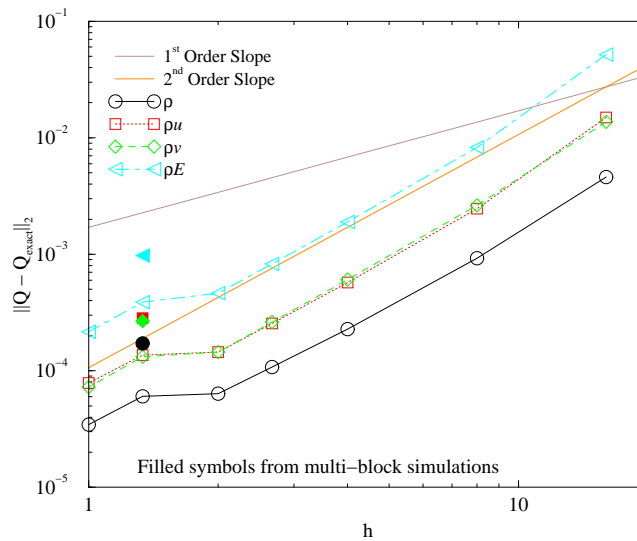 10⁻¹
1ˢᵗ Order Slope
2ⁿᵈ Order Slope
ρ
ρu
ρv
ρE
10⁻²
10⁻³
10⁻⁴
10⁻⁵
||Q − Q_exact||₂
Filled symbols from multi−block simulations
1
10
h